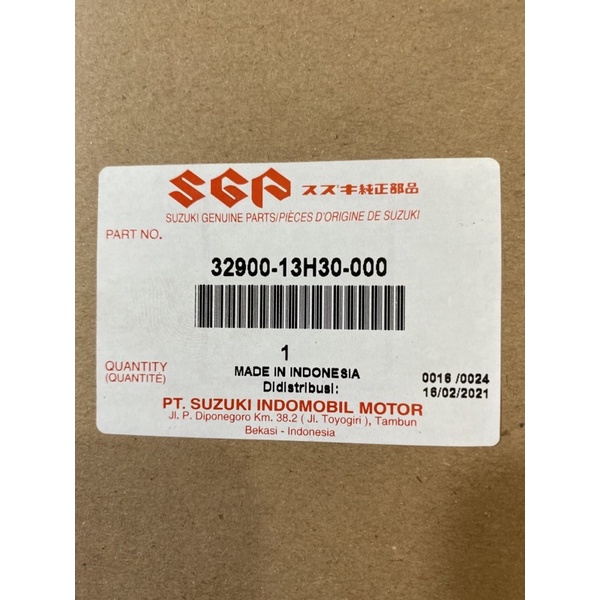 SGP スズキ純正部品
SUZUKI GENUINE PARTS/PIÈCES D'ORIGINE DE SUZUKI
PART NO.
32900-13H30-000
1
QUANTITY
(QUANTITÉ)
MADE IN INDONESIA
Didistribusi:
0016 /0024
16/02/2021
PT. SUZUKI INDOMOBIL MOTOR
Jl. P. Diponegoro Km. 38.2 ( Jl. Toyogiri ), Tambun
Bekasi - Indonesia